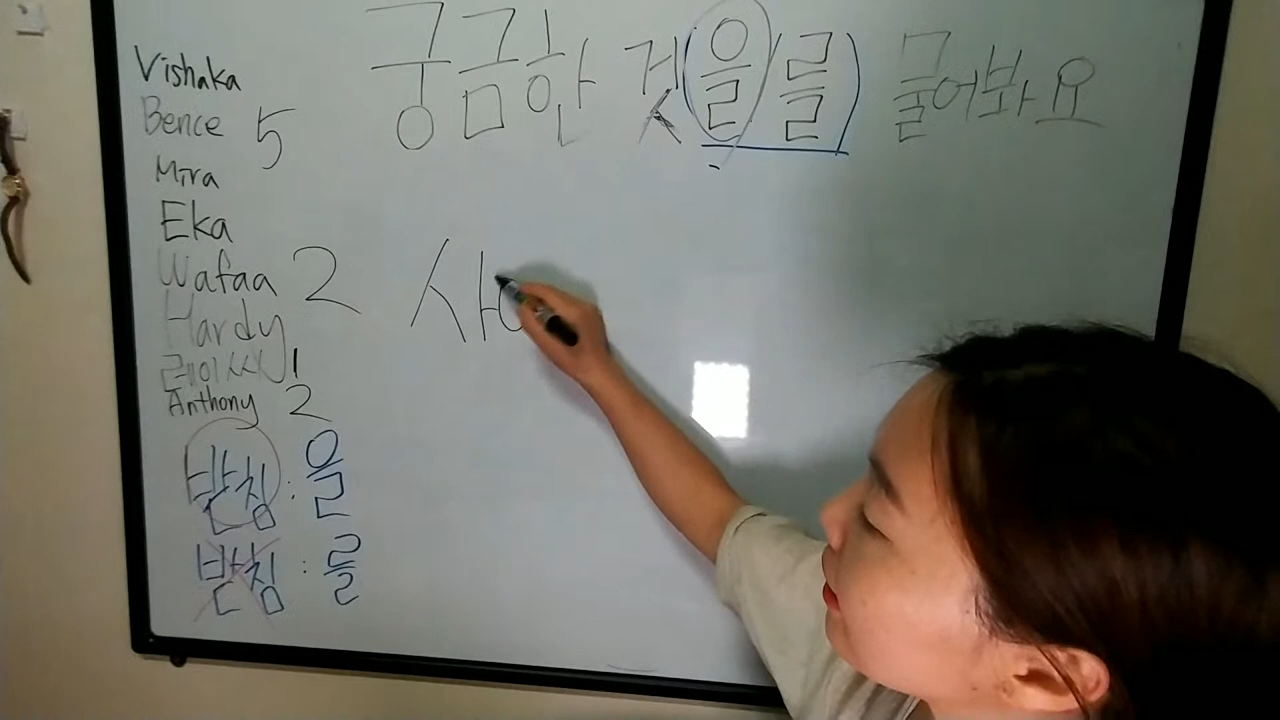 궁금한 것(을/를) 물어봐요
Vishaka
Bence 5
Mira
Eka
Wafaa 2
Hardy
레이씨 1
Anthony 2
받침 : 을
받침 : 를
사